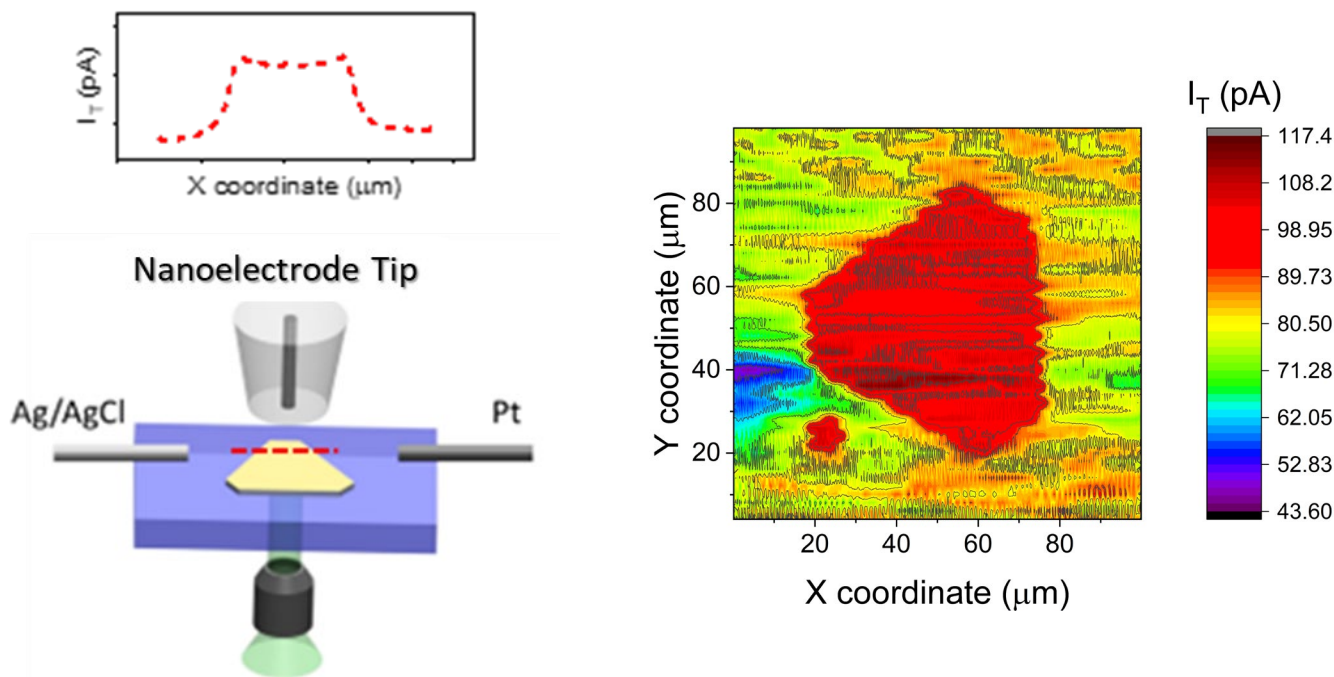 I_T (pA)
X coordinate (μm)
Nanoelectrode Tip
Ag/AgCl
Pt
I_T (pA)
117.4
108.2
98.95
89.73
80.50
71.28
62.05
52.83
43.60
Y coordinate (μm)
80
60
40
20
20
40
60
80
X coordinate (μm)